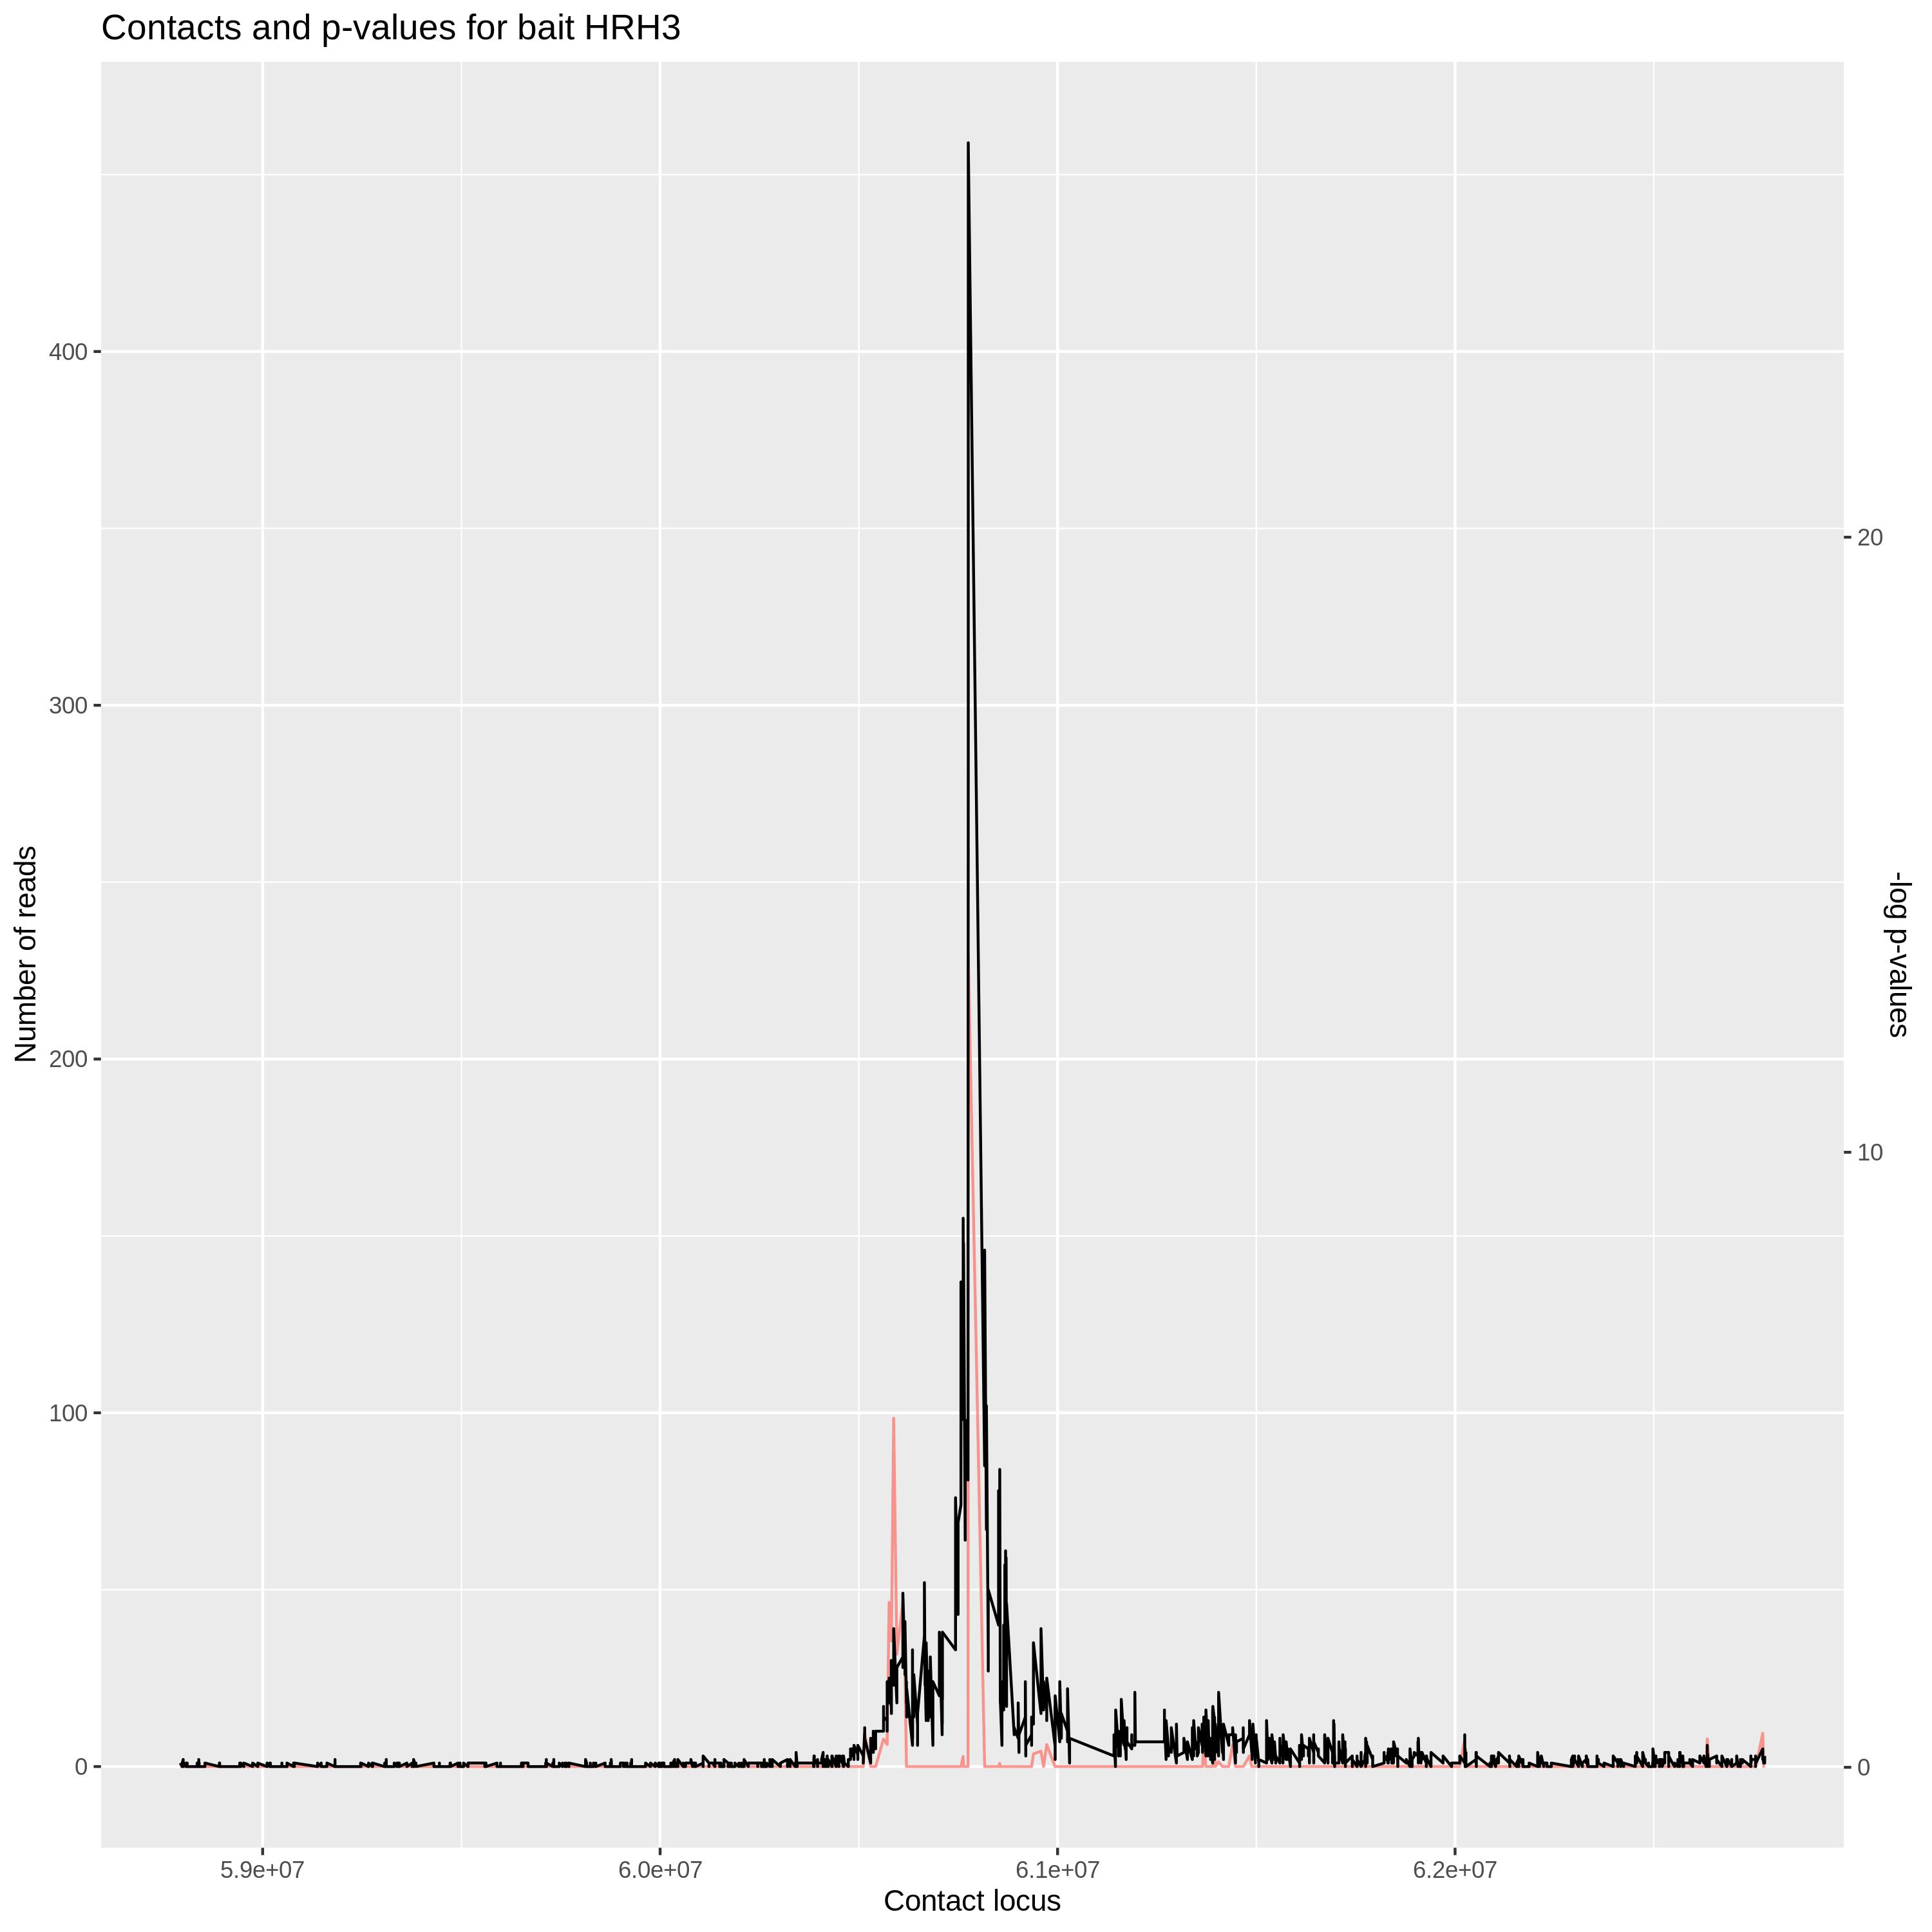 Contacts and p-values for bait HRH3
400
300
200
100
0
Number of reads
20
10
0
-log p-values
5.9e+07 6.0e+07 6.1e+07 6.2e+07
Contact locus